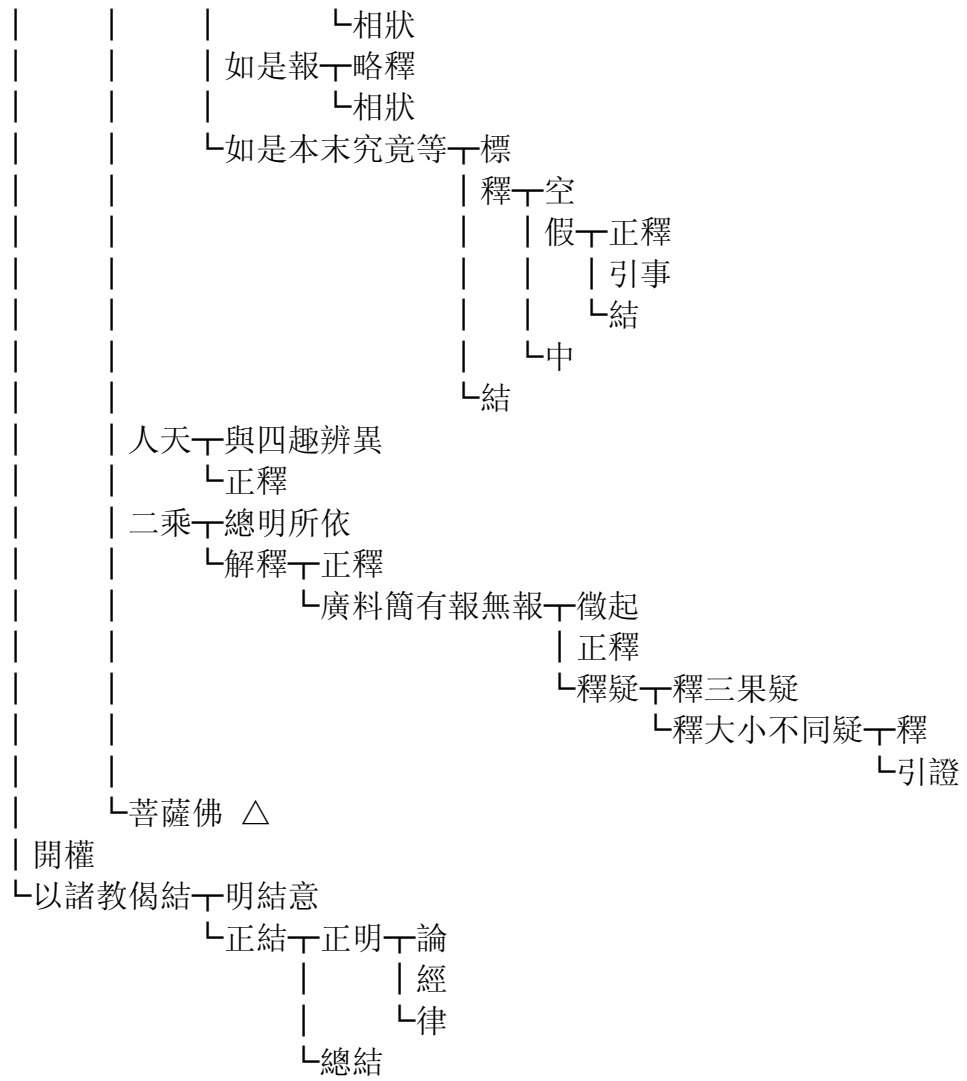 相狀
如是報 略釋
相狀
如是本末究竟等 標
釋 空
假 正釋
引事
結
中
結
人天 與四趣辨異
正釋
二乘 總明所依
解釋 正釋
廣料簡有報無報 徵起
正釋
釋疑 釋三果疑
釋大小不同疑 釋
引證
菩薩佛 △
開權
以諸教偈結 明結意
正結 正明 論
經
律
總結